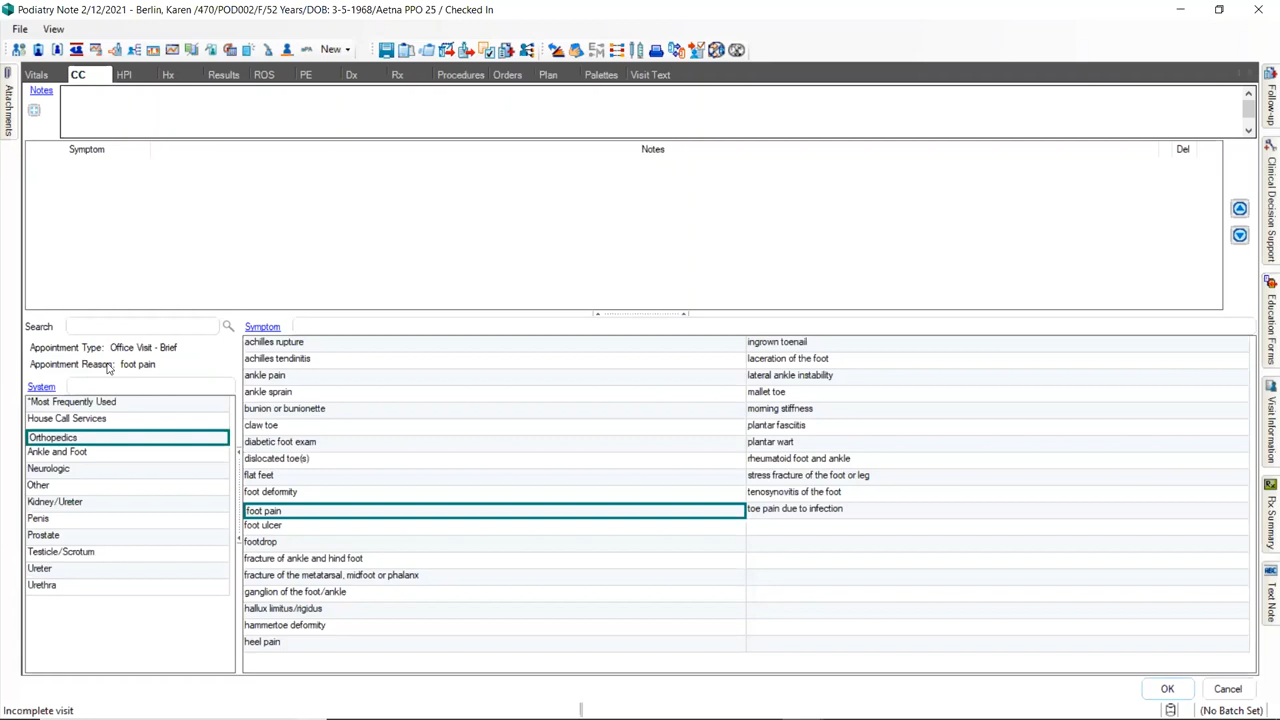 Podiatry Note 2/12/2021 - Berlin, Karen /470/POD002/F/52 Years/DOB: 3-5-1968/Aetna PPO 25 / Checked In
File View
New
Vitals CC HPI Hx Results ROS PE Dx Rx Procedures Orders Plan Palettes Visit Text
Attachments
Notes
Symptom Notes Del
Search
Appointment Type: Office Visit - Brief
Appointment Reason: foot pain
System
*Most Frequently Used
House Call Services
Orthopedics
Ankle and Foot
Neurologic
Other
Kidney/Ureter
Penis
Prostate
Testicle/Scrotum
Ureter
Urethra
Symptom
achilles rupture
achilles tendinitis
ankle pain
ankle sprain
bunion or bunionette
claw toe
diabetic foot exam
dislocated toe(s)
flat feet
foot deformity
foot pain
foot ulcer
footdrop
fracture of ankle and hind foot
fracture of the metatarsal, midfoot or phalanx
ganglion of the foot/ankle
hallux limitus/rigidus
hammertoe deformity
heel pain
ingrown toenail
laceration of the foot
lateral ankle instability
mallet toe
morning stiffness
plantar fasciitis
plantar wart
rheumatoid foot and ankle
stress fracture of the foot or leg
tenosynovitis of the foot
toe pain due to infection
Follow-up
Clinical Decision Support
Education Forms
Visit Information
Rx Summary
Text Note
OK Cancel
Incomplete visit
(No Batch Set)